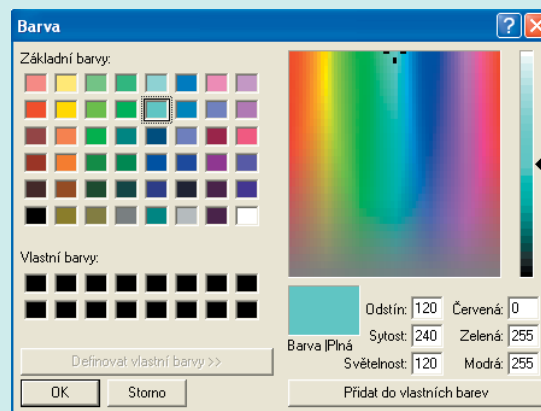 Barva
Základní barvy:
Vlastní barvy:
Definovat vlastní barvy >>
OK Storno
Barva |Plná
Odstín: 120 Červená: 0
Sytost: 240 Zelená: 255
Světelnost: 120 Modrá: 255
Přidat do vlastních barev